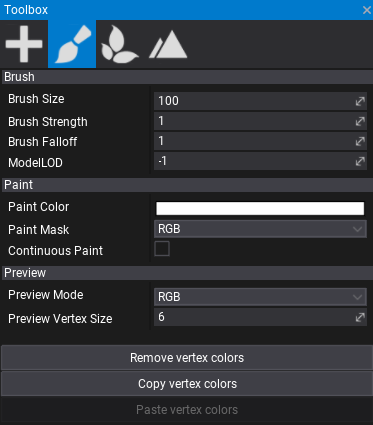 Toolbox
Brush
Brush Size 100
Brush Strength 1
Brush Falloff 1
ModelLOD -1
Paint
Paint Color
Paint Mask RGB
Continuous Paint
Preview
Preview Mode RGB
Preview Vertex Size 6
Remove vertex colors
Copy vertex colors
Paste vertex colors